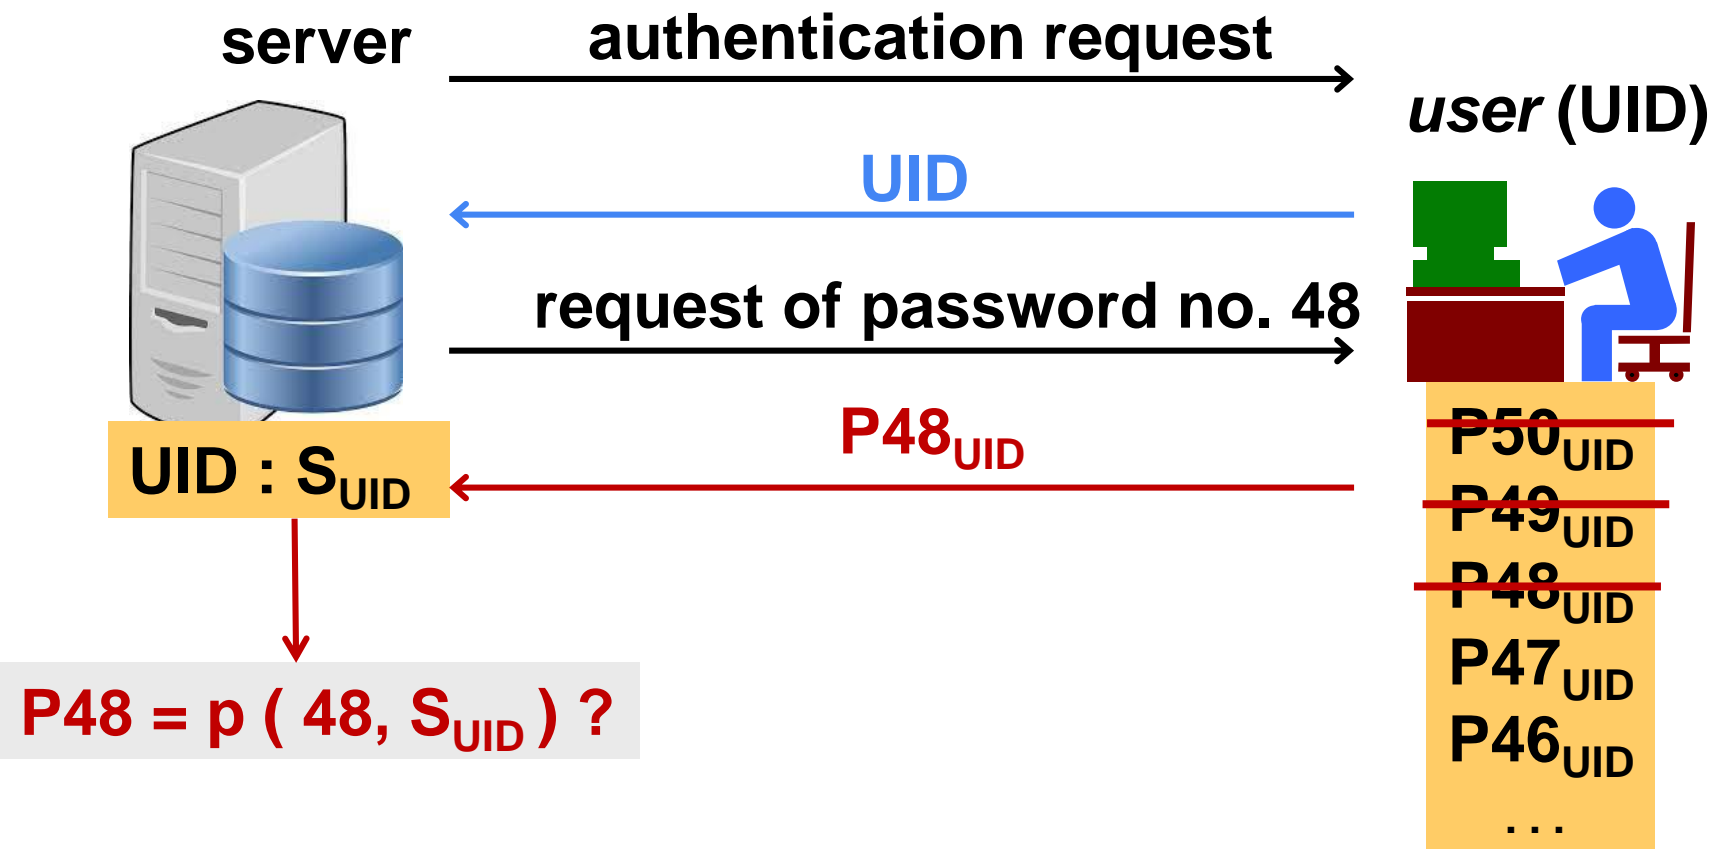 server
authentication request
user (UID)
UID
request of password no. 48
P48UID
UID : SUID
P48 = p ( 48, SUID ) ?
P50UID
P49UID
P48UID
P47UID
P46UID
. . .